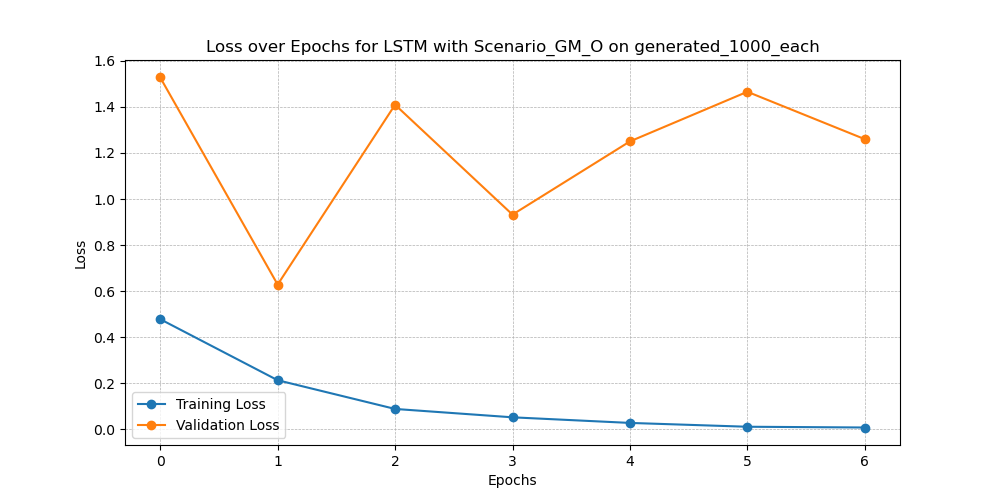 Loss over Epochs for LSTM with Scenario_GM_O on generated_1000_each
1.6
1.4
1.2
1.0
0.8
0.6
0.4
0.2
0.0
Loss
Training Loss
Validation Loss
0 1 2 3 4 5 6
Epochs